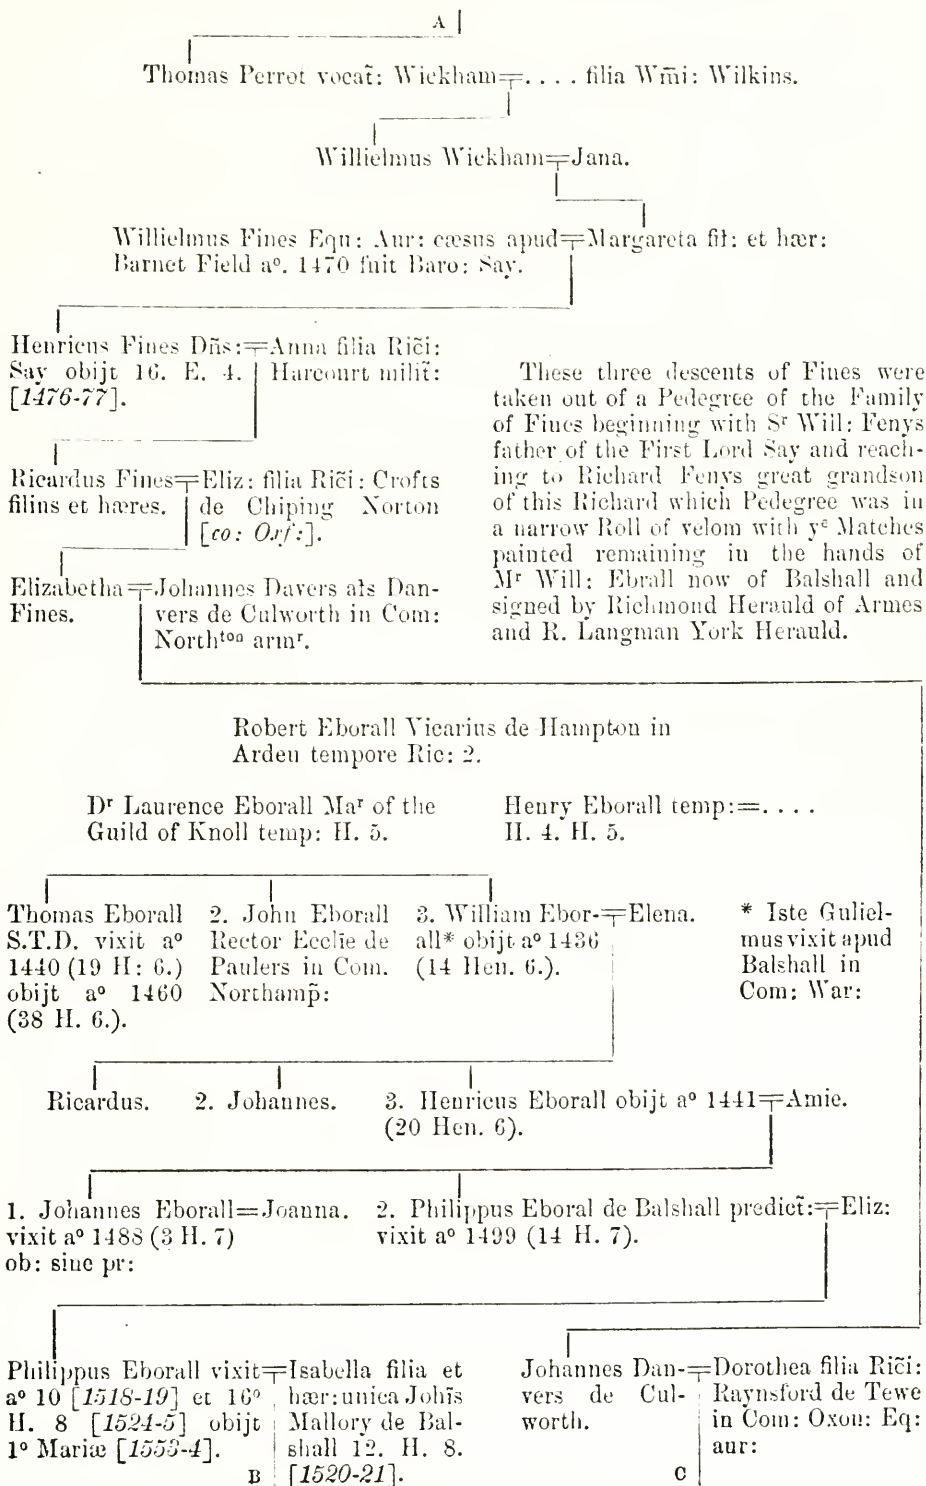 A
Thomas Perrot vocat̃: Wickham=. . . . filia Wm̃i: Wilkins.
Willielmus Wickham=Jana.
Willielmus Fines Equ: Aur: cæsus apud=Margareta fil: et hær:
Barnet Field aº. 1470 fuit Baro: Say.
Henricus Fines Dñs:=Anna filia Rič̃i:
Say obijt 16. E. 4. Harcourt milit̃:
[1476-77].
These three descents of Fines were
taken out of a Pedegree of the Family
of Fines beginning with Sʳ Will: Fenys
father of the First Lord Say and reach-
ing to Richard Fenys great grandson
of this Richard which Pedegree was in
a narrow Roll of velom with yᵉ Matches
painted remaining in the hands of
Mʳ Will: Ebrall now of Balshall and
signed by Richmond Herauld of Armes
and R. Langman York Herauld.
Ricardus Fines=Eliz: filia Ric̃i: Crofts
filius et hæres. de Chiping Norton
[co: Oxf:].
Elizabetha=Johannes Davers als Dan-
Fines. vers de Culworth in Com:
Northᵗᵒⁿ armʳ.
Robert Eborall Vicarius de Hampton in
Arden tempore Ric: 2.
Dʳ Laurence Eborall Maʳ of the
Guild of Knoll temp: H. 5.
Henry Eborall temp:=. . . .
H. 4. H. 5.
Thomas Eborall
S.T.D. vixit aº
1440 (19 H: 6.)
obijt aº 1460
(38 H. 6.).
2. John Eborall
Rector Ecclie de
Paulers in Com.
Northamp̃:
3. William Ebor-=Elena.
all* obijt aº 1436
(14 Hen. 6.).
* Iste Guliel-
mus vixit apud
Balshall in
Com: War:
Ricardus. 2. Johannes. 3. Henricus Eborall obijt aº 1441=Amie.
(20 Hen. 6).
1. Johannes Eborall=Joanna.
vixit aº 1488 (3 H. 7)
ob: sine pr:
2. Philippus Eboral de Balshall predict̃:=Eliz:
vixit aº 1499 (14 H. 7).
Philippus Eborall vixit=Isabella filia et
aº 10 [1518-19] et 16º hær: unica Joh̃is
H. 8 [1524-5] obijt Mallory de Bal-
1º Mariæ [1553-4]. shall 12. H. 8.
B [1520-21].
Johannes Dan-=Dorothea filia Ric̃i:
vers de Cul- Raynsford de Tewe
worth. in Com: Oxon: Eq:
aur:
C